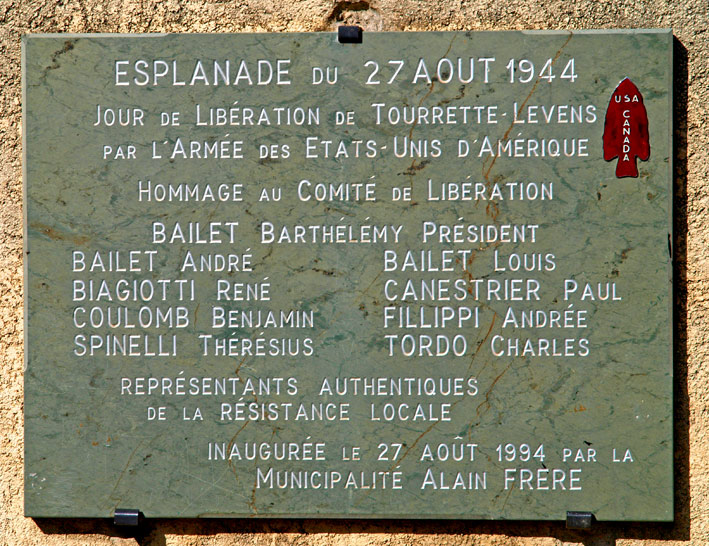 ESPLANADE DU 27 AOUT 1944
JOUR DE LIBÉRATION DE TOURRETTE-LEVENS
PAR L'ARMÉE DES ETATS-UNIS D'AMÉRIQUE
USA
CANADA
HOMMAGE AU COMITÉ DE LIBÉRATION
BAILET BARTHÉLÉMY PRÉSIDENT
BAILET ANDRÉ BAILET LOUIS
BIAGIOTTI RENÉ CANESTRIER PAUL
COULOMB BENJAMIN FILLIPPI ANDRÉE
SPINELLI THÉRÉSIUS TORDO CHARLES
REPRÉSENTANTS AUTHENTIQUES
DE LA RÉSISTANCE LOCALE
INAUGURÉE LE 27 AOÛT 1994 PAR LA
MUNICIPALITÉ ALAIN FRERE